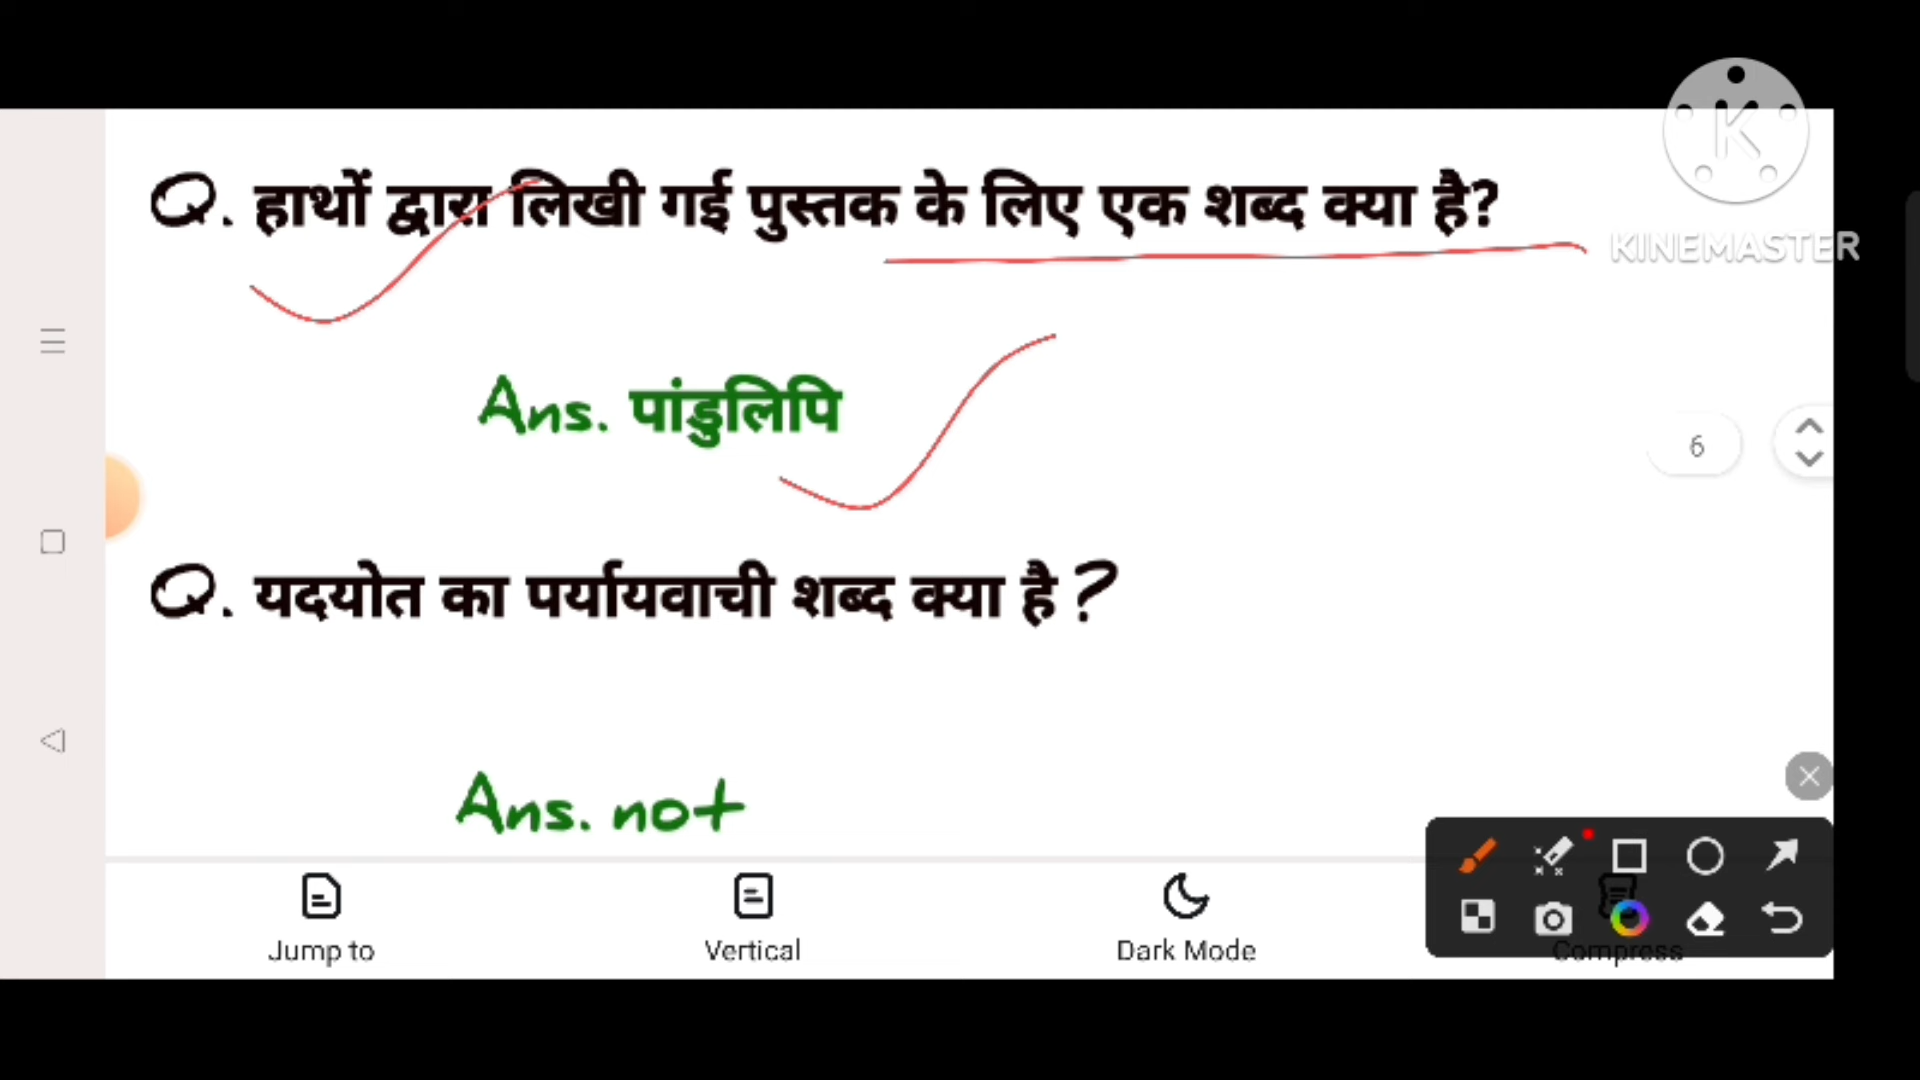 Q. हाथों द्वारा लिखी गई पुस्तक के लिए एक शब्द क्या है?
KINEMASTER
Ans. पांडुलिपि
6
Q. यदयोत का पर्यायवाची शब्द क्या है?
Ans. not
Jump to
Vertical
Dark Mode
Compress